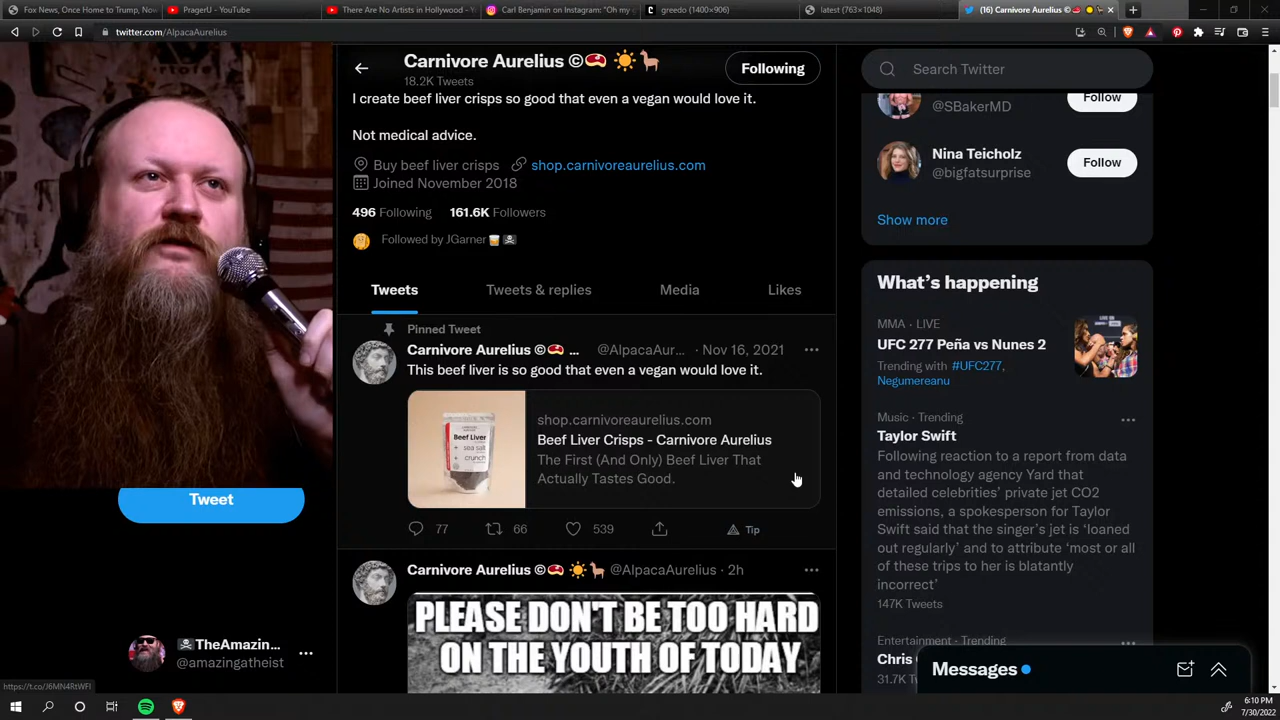 Fox News, Once Home to Trump, Now
PragerU - YouTube
There Are No Artists in Hollywood - Y
Carl Benjamin on Instagram: "Oh my g
greedo (1400×906)
latest (763×1048)
(16) Carnivore Aurelius ©
twitter.com/AlpacaAurelius
Carnivore Aurelius ©
18.2K Tweets
Following
I create beef liver crisps so good that even a vegan would love it.
Not medical advice.
Buy beef liver crisps shop.carnivoreaurelius.com
Joined November 2018
496 Following 161.6K Followers
Followed by JGarner
Tweets Tweets & replies Media Likes
Pinned Tweet
Carnivore Aurelius © ... @AlpacaAur... · Nov 16, 2021
This beef liver is so good that even a vegan would love it.
Beef Liver
+ sea salt
+ crunch
shop.carnivoreaurelius.com
Beef Liver Crisps - Carnivore Aurelius
The First (And Only) Beef Liver That
Actually Tastes Good.
77 66 539 Tip
Carnivore Aurelius © @AlpacaAurelius · 2h
PLEASE DON'T BE TOO HARD
ON THE YOUTH OF TODAY
Search Twitter
@SBakerMD
Follow
Nina Teicholz
@bigfatsurprise
Follow
Show more
What's happening
MMA · LIVE
UFC 277 Peña vs Nunes 2
Trending with #UFC277,
Negumereanu
Music · Trending
Taylor Swift
Following reaction to a report from data
and technology agency Yard that
detailed celebrities' private jet CO2
emissions, a spokesperson for Taylor
Swift said that the singer's jet is 'loaned
out regularly' and to attribute 'most or all
of these trips to her is blatantly
incorrect'
147K Tweets
Entertainment · Trending
Chris
31.7K T
Messages
Tweet
TheAmazin...
@amazingatheist
https://t.co/J6MN4RtWFI
6:10 PM
7/30/2022